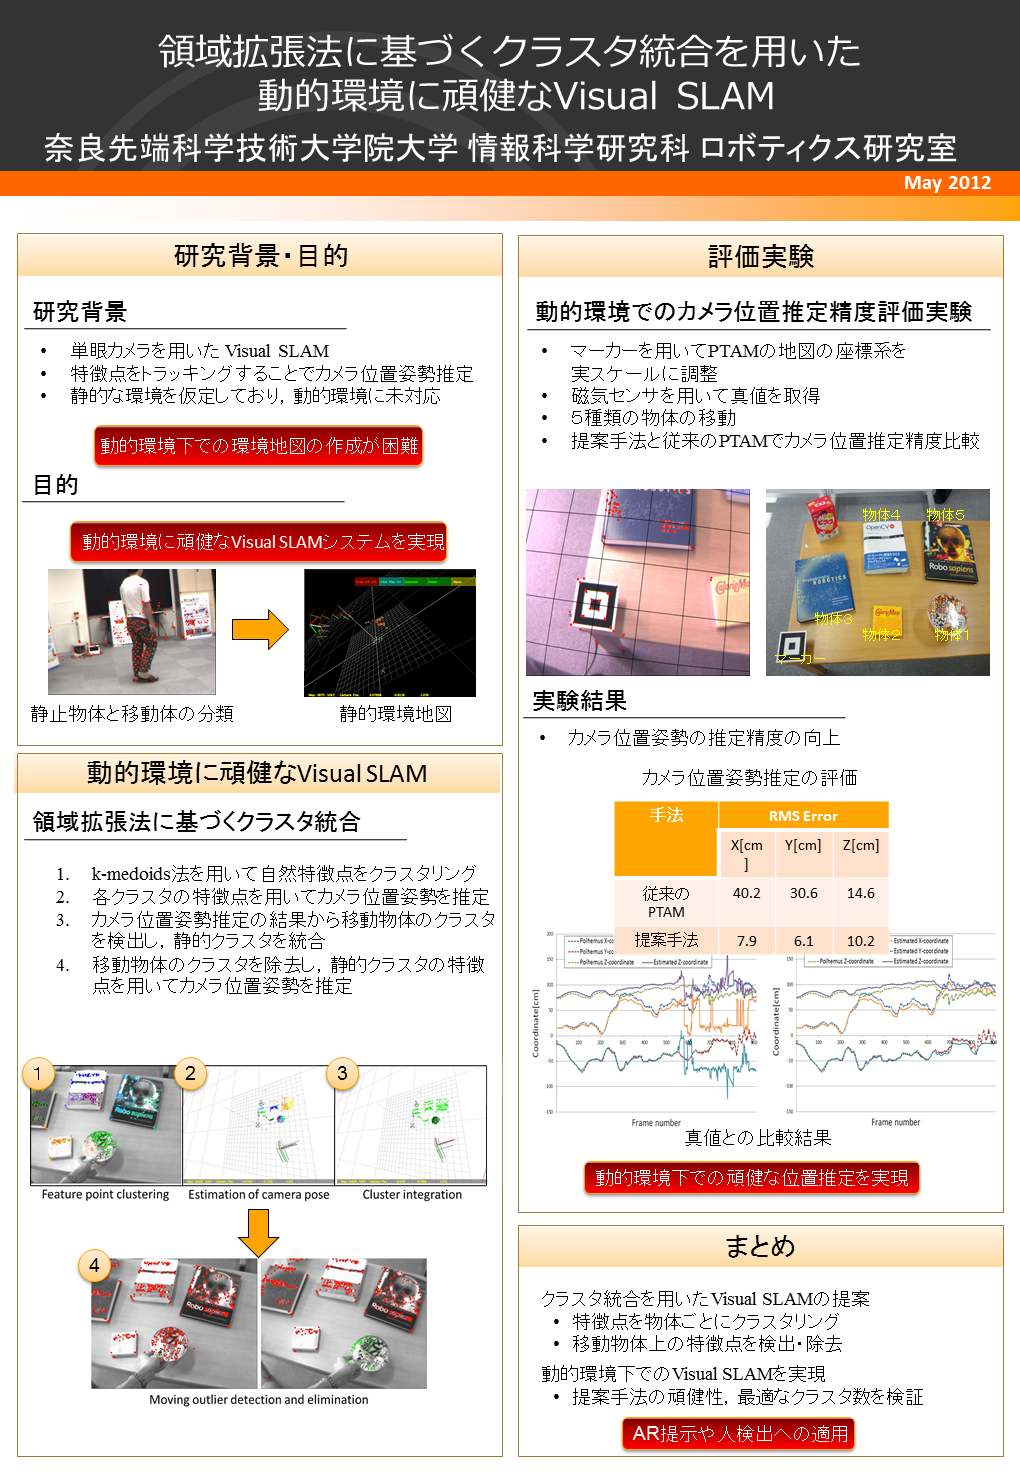 領域拡張法に基づくクラスタ統合を用いた
動的環境に頑健なVisual SLAM
奈良先端科学技術大学院大学 情報科学研究科 ロボティクス研究室
May 2012
研究背景・目的
研究背景
• 単眼カメラを用いた Visual SLAM
• 特徴点をトラッキングすることでカメラ位置姿勢推定
• 静的な環境を仮定しており，動的環境に未対応
動的環境下での環境地図の作成が困難
目的
動的環境に頑健なVisual SLAMシステムを実現
静止物体と移動体の分類
静的環境地図
動的環境に頑健なVisual SLAM
領域拡張法に基づくクラスタ統合
1. k-medoids法を用いて自然特徴点をクラスタリング
2. 各クラスタの特徴点を用いてカメラ位置姿勢を推定
3. カメラ位置姿勢推定の結果から移動物体のクラスタ
を検出し，静的クラスタを統合
4. 移動物体のクラスタを除去し，静的クラスタの特徴
点を用いてカメラ位置姿勢を推定
1
2
3
Robo sapiens
Feature point clustering
Estimation of camera pose
Cluster integration
4
Robo sapiens
Robo sapiens
Moving outlier detection and elimination
評価実験
動的環境でのカメラ位置推定精度評価実験
• マーカーを用いてPTAMの地図の座標系を
実スケールに調整
• 磁気センサを用いて真値を取得
• 5種類の物体の移動
• 提案手法と従来のPTAMでカメラ位置推定精度比較
ROBOTICS
物体4
物体5
OpenCV
Robo sapiens
ROBOTICS
物体3
物体2
物体1
マーカー
実験結果
• カメラ位置姿勢の推定精度の向上
カメラ位置姿勢推定の評価
手法
RMS Error
X[cm
]
Y[cm]
Z[cm]
従来の
PTAM
40.2
30.6
14.6
提案手法
7.9
6.1
10.2
Polhemus X-co
Polhemus Y-co
Polhemus Z-coordinate
Estimated Z-coordinate
Estimated X-coordinate
Estimated Y-coordinate
Polhemus Z-coordinate
Estimated Z-coordinate
Coordinate[cm]
Frame number
Coordinate[cm]
Frame number
真値との比較結果
動的環境下での頑健な位置推定を実現
まとめ
クラスタ統合を用いたVisual SLAMの提案
• 特徴点を物体ごとにクラスタリング
• 移動物体上の特徴点を検出・除去
動的環境下でのVisual SLAMを実現
• 提案手法の頑健性，最適なクラスタ数を検証
AR提示や人検出への適用